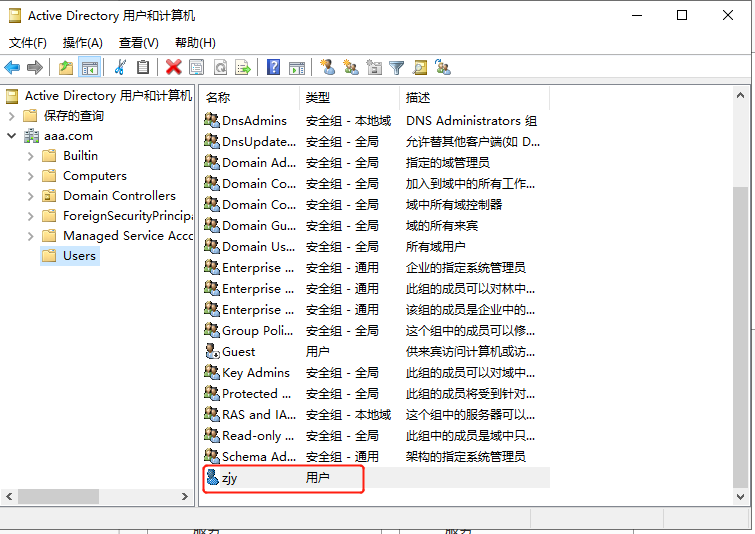 Active Directory 用户和计算机
文件(F) 操作(A) 查看(V) 帮助(H)
Active Directory 用户和计算机
保存的查询
aaa.com
Builtin
Computers
Domain Controllers
ForeignSecurityPrincipa
Managed Service Acco
Users
名称 类型 描述
DnsAdmins 安全组 - 本地域 DNS Administrators 组
DnsUpdate... 安全组 - 全局 允许替其他客户端(如 D...
Domain Ad... 安全组 - 全局 指定的域管理员
Domain Co... 安全组 - 全局 加入到域中的所有工作...
Domain Co... 安全组 - 全局 域中所有域控制器
Domain Gu... 安全组 - 全局 域的所有来宾
Domain Us... 安全组 - 全局 所有域用户
Enterprise ... 安全组 - 通用 企业的指定系统管理员
Enterprise ... 安全组 - 通用 此组的成员可以对林中...
Enterprise ... 安全组 - 通用 该组的成员是企业中的...
Group Poli... 安全组 - 全局 这个组中的成员可以修...
Guest 用户 供来宾访问计算机或访...
Key Admins 安全组 - 全局 此组的成员可以对域中...
Protected ... 安全组 - 全局 此组的成员将受到针对...
RAS and IA... 安全组 - 本地域 这个组中的服务器可以...
Read-only ... 安全组 - 全局 此组中的成员是域中只...
Schema Ad... 安全组 - 通用 架构的指定系统管理员
zjy 用户